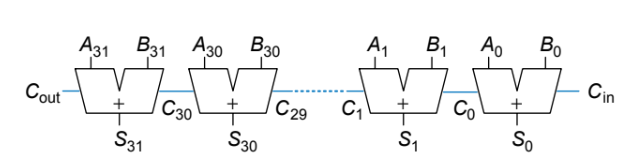 A31 B31 A30 B30 A1 B1 A0 B0
Cout + C30 + C29 C1 + C0 + Cin
S31 S30 S1 S0